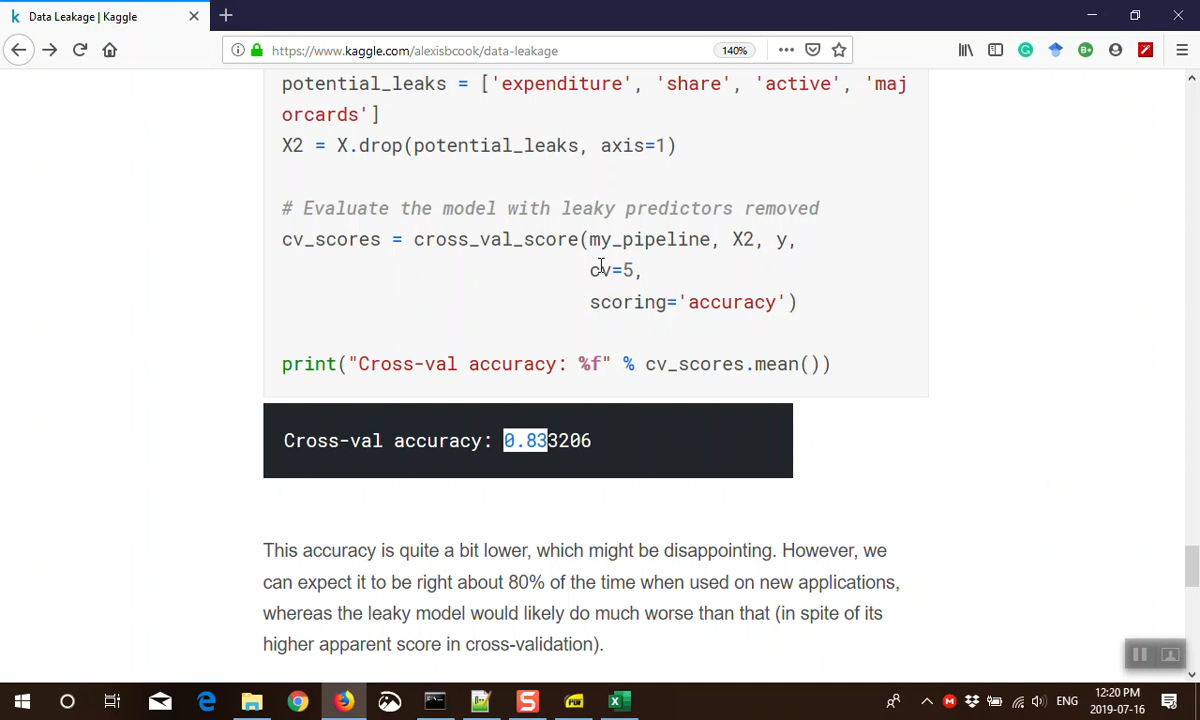 Data Leakage | Kaggle
https://www.kaggle.com/alexisbcook/data-leakage
140%
potential_leaks = ['expenditure', 'share', 'active', 'maj
orcards']
X2 = X.drop(potential_leaks, axis=1)
# Evaluate the model with leaky predictors removed
cv_scores = cross_val_score(my_pipeline, X2, y,
cv=5,
scoring='accuracy')
print("Cross-val accuracy: %f" % cv_scores.mean())
Cross-val accuracy: 0.833206
This accuracy is quite a bit lower, which might be disappointing. However, we
can expect it to be right about 80% of the time when used on new applications,
whereas the leaky model would likely do much worse than that (in spite of its
higher apparent score in cross-validation).
ENG
12:20 PM
2019-07-16